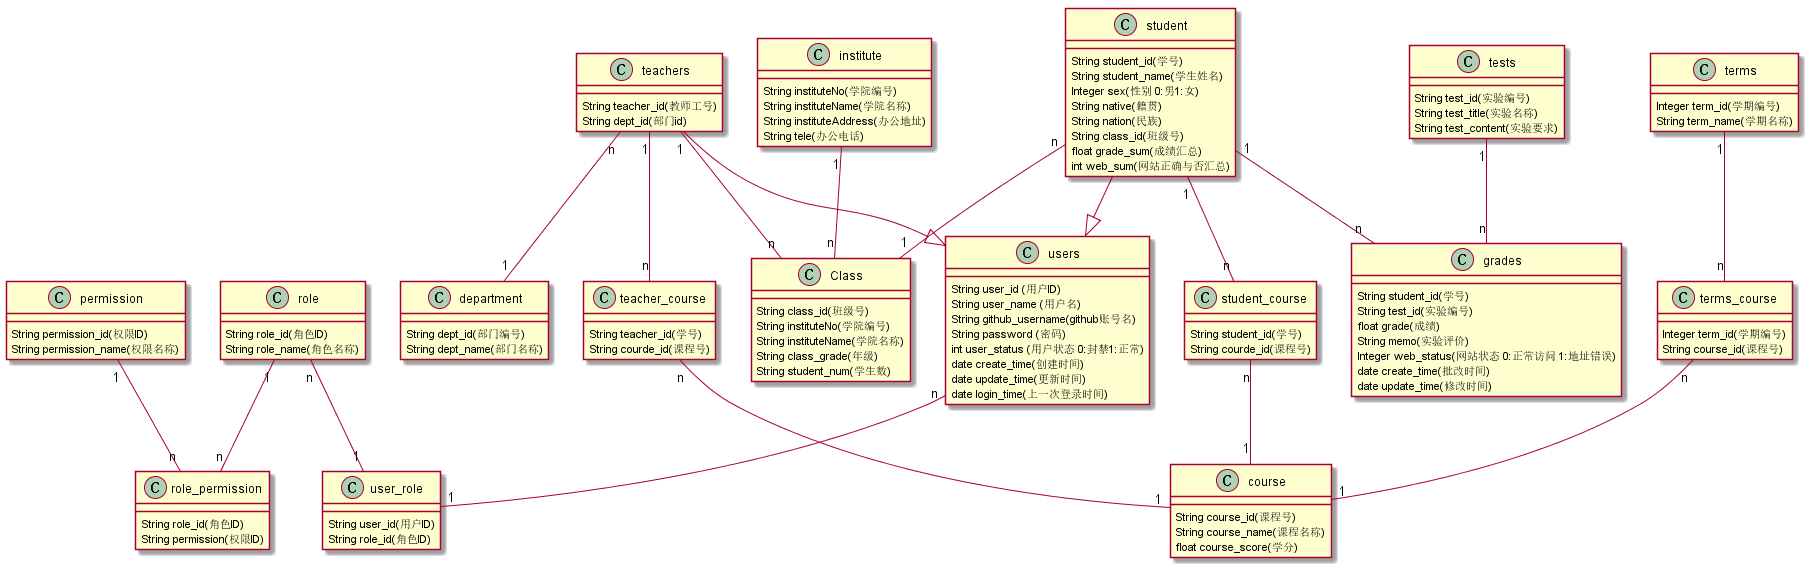 C student
String student_id(学号)
String student_name(学生姓名)
Integer sex(性别 0:男1:女)
String native(籍贯)
String nation(民族)
String class_id(班级号)
float grade_sum(成绩汇总)
int web_sum(网站正确与否汇总)
C teachers
String teacher_id(教师工号)
String dept_id(部门id)
C institute
String instituteNo(学院编号)
String instituteName(学院名称)
String instituteAddress(办公地址)
String tele(办公电话)
C tests
String test_id(实验编号)
String test_title(实验名称)
String test_content(实验要求)
C terms
Integer term_id(学期编号)
String term_name(学期名称)
n
1
1
1
n
1
1
1
1
1
n
n
n
1
n
n
n
1
n
C permission
String permission_id(权限ID)
String permission_name(权限名称)
C role
String role_id(角色ID)
String role_name(角色名称)
C department
String dept_id(部门编号)
String dept_name(部门名称)
C teacher_course
String teacher_id(学号)
String courde_id(课程号)
C Class
String class_id(班级号)
String instituteNo(学院编号)
String instituteName(学院名称)
String class_grade(年级)
String student_num(学生数)
C users
String user_id (用户ID)
String user_name (用户名)
String github_username(github账号名)
String password (密码)
int user_status (用户状态 0:封禁1:正常)
date create_time(创建时间)
date update_time(更新时间)
date login_time(上一次登录时间)
C student_course
String student_id(学号)
String courde_id(课程号)
C grades
String student_id(学号)
String test_id(实验编号)
float grade(成绩)
String memo(实验评价)
Integer web_status(网站状态 0:正常访问 1:地址错误)
date create_time(批改时间)
date update_time(修改时间)
C terms_course
Integer term_id(学期编号)
String course_id(课程号)
1
1
n
n
n
n
n
n
n
1
1
1
1
1
C role_permission
String role_id(角色ID)
String permission(权限ID)
C user_role
String user_id(用户ID)
String role_id(角色ID)
C course
String course_id(课程号)
String course_name(课程名称)
float course_score(学分)